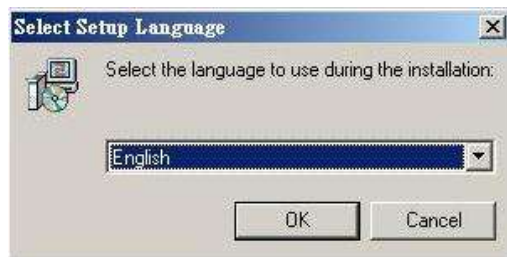 Select Setup Language
Select the language to use during the installation:
English
OK
Cancel